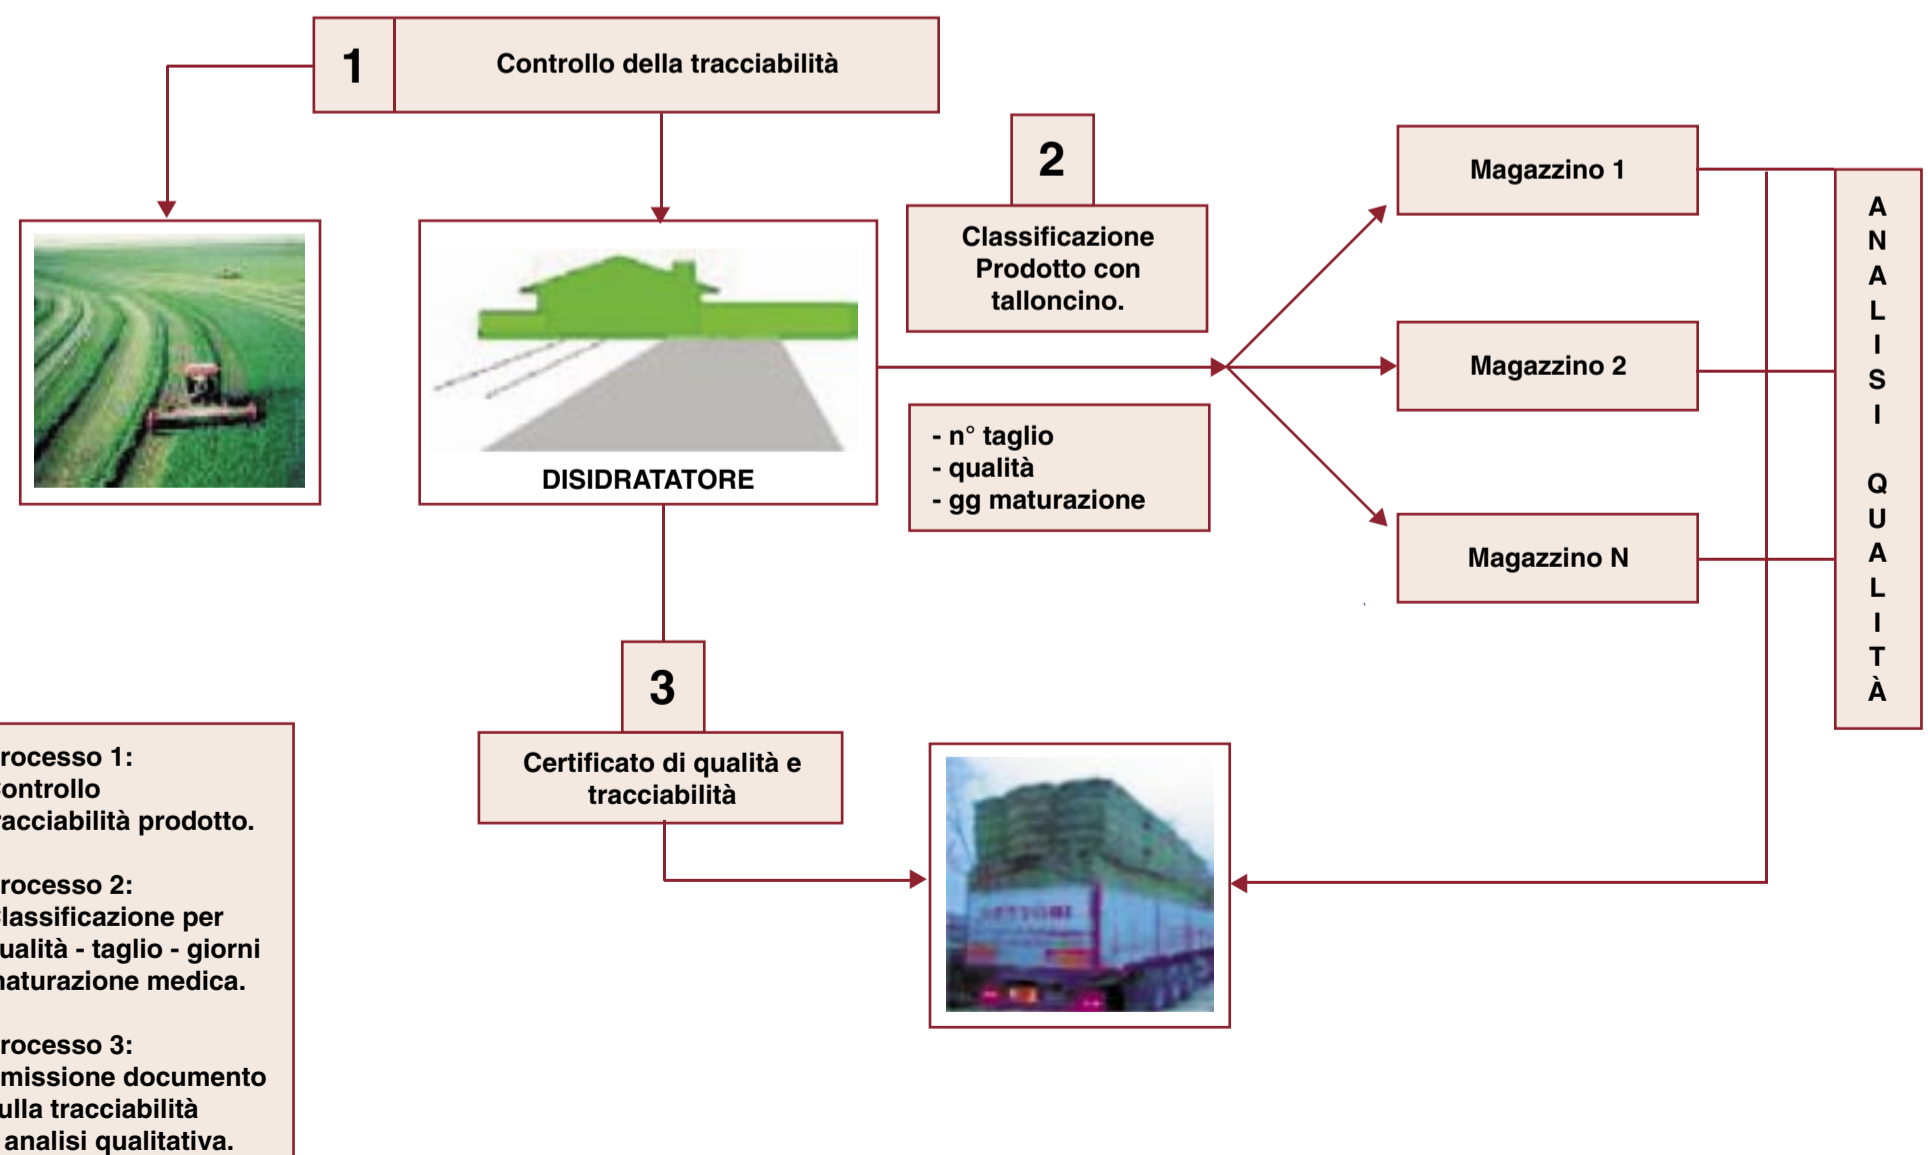 1
Controllo della tracciabilità
2
Classificazione
Prodotto con
talloncino.
Magazzino 1
Magazzino 2
Magazzino N
ANALISI QUALITÀ
- n° taglio
- qualità
- gg maturazione
DISIDRATATORE
3
Certificato di qualità e
tracciabilità
rocesso 1:
ontrollo
racciabilità prodotto.
rocesso 2:
lassificazione per
ualità - taglio - giorni
naturazione medica.
rocesso 3:
missione documento
ulla tracciabilità
analisi qualitativa.